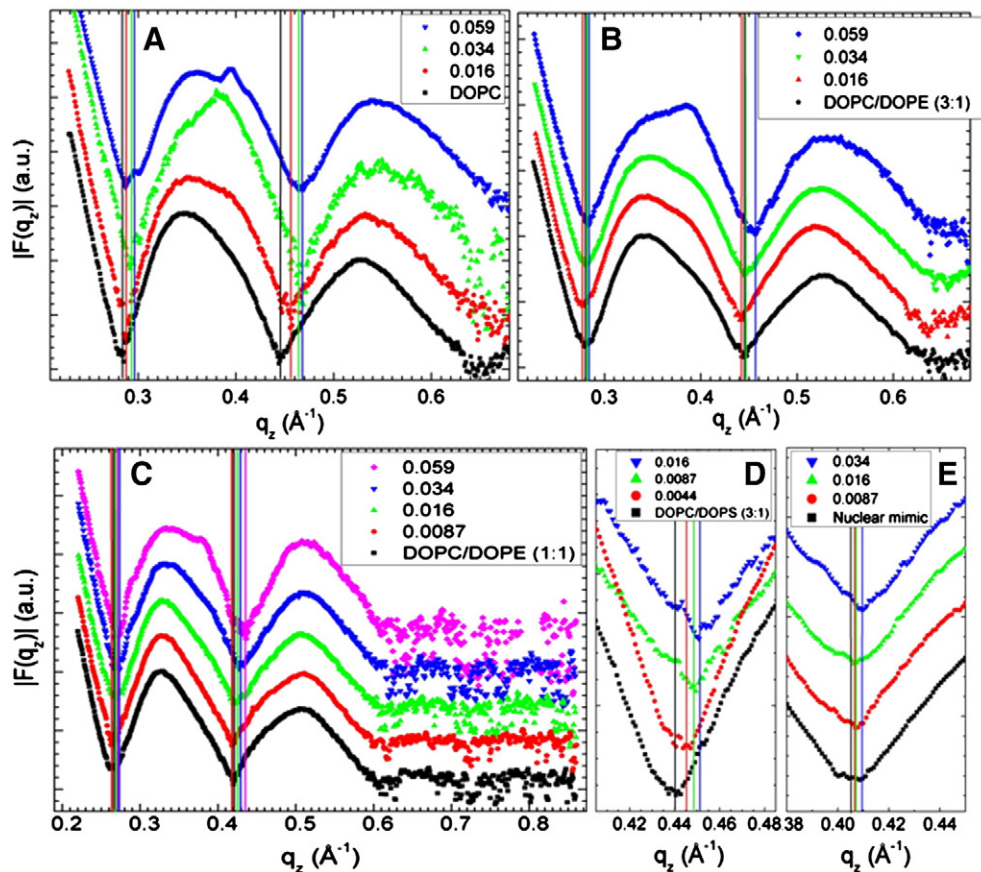 A
0.059
0.034
0.016
DOPC
B
0.059
0.034
0.016
DOPC/DOPE (3:1)
|F(q_z)| (a.u.)
0.3 0.4 0.5 0.6
q_z (Å⁻¹)
0.3 0.4 0.5 0.6
q_z (Å⁻¹)
C
0.059
0.034
0.016
0.0087
DOPC/DOPE (1:1)
D
0.016
0.0087
0.0044
DOPC/DOPS (3:1)
E
0.034
0.016
0.0087
Nuclear mimic
|F(q_z)| (a.u.)
0.2 0.3 0.4 0.5 0.6 0.7 0.8
q_z (Å⁻¹)
0.42 0.44 0.46 0.48
q_z (Å⁻¹)
38 0.40 0.42 0.44
q_z (Å⁻¹)